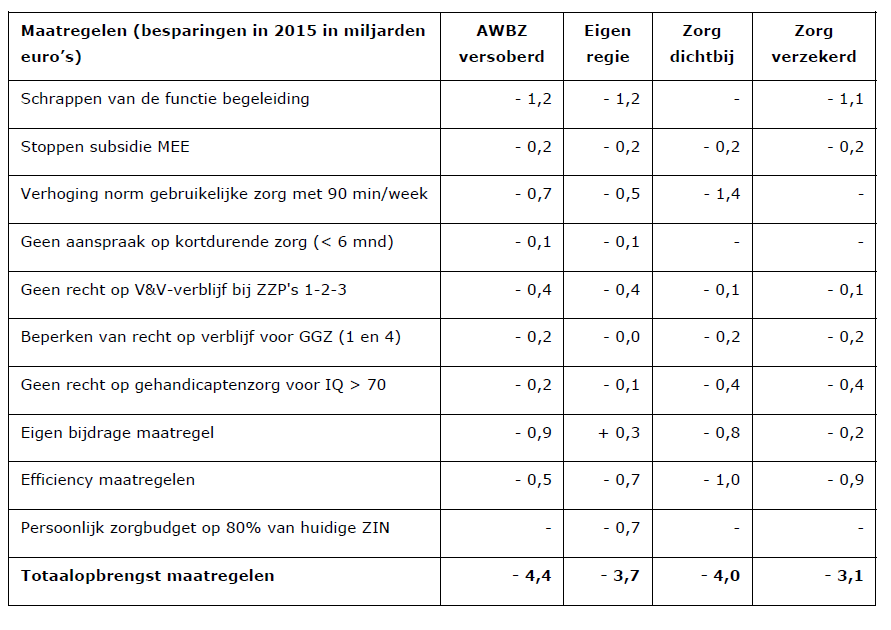 Maatregelen (besparingen in 2015 in miljarden euro's) AWBZ versoberd Eigen regie Zorg dichtbij Zorg verzekerd
Schrappen van de functie begeleiding - 1,2 - 1,2 - - 1,1
Stoppen subsidie MEE - 0,2 - 0,2 - 0,2 - 0,2
Verhoging norm gebruikelijke zorg met 90 min/week - 0,7 - 0,5 - 1,4 -
Geen aanspraak op kortdurende zorg (< 6 mnd) - 0,1 - 0,1 - -
Geen recht op V&V-verblijf bij ZZP's 1-2-3 - 0,4 - 0,4 - 0,1 - 0,1
Beperken van recht op verblijf voor GGZ (1 en 4) - 0,2 - 0,0 - 0,2 - 0,2
Geen recht op gehandicaptenzorg voor IQ > 70 - 0,2 - 0,1 - 0,4 - 0,4
Eigen bijdrage maatregel - 0,9 + 0,3 - 0,8 - 0,2
Efficiency maatregelen - 0,5 - 0,7 - 1,0 - 0,9
Persoonlijk zorgbudget op 80% van huidige ZIN - - 0,7 - -
Totaalopbrengst maatregelen - 4,4 - 3,7 - 4,0 - 3,1